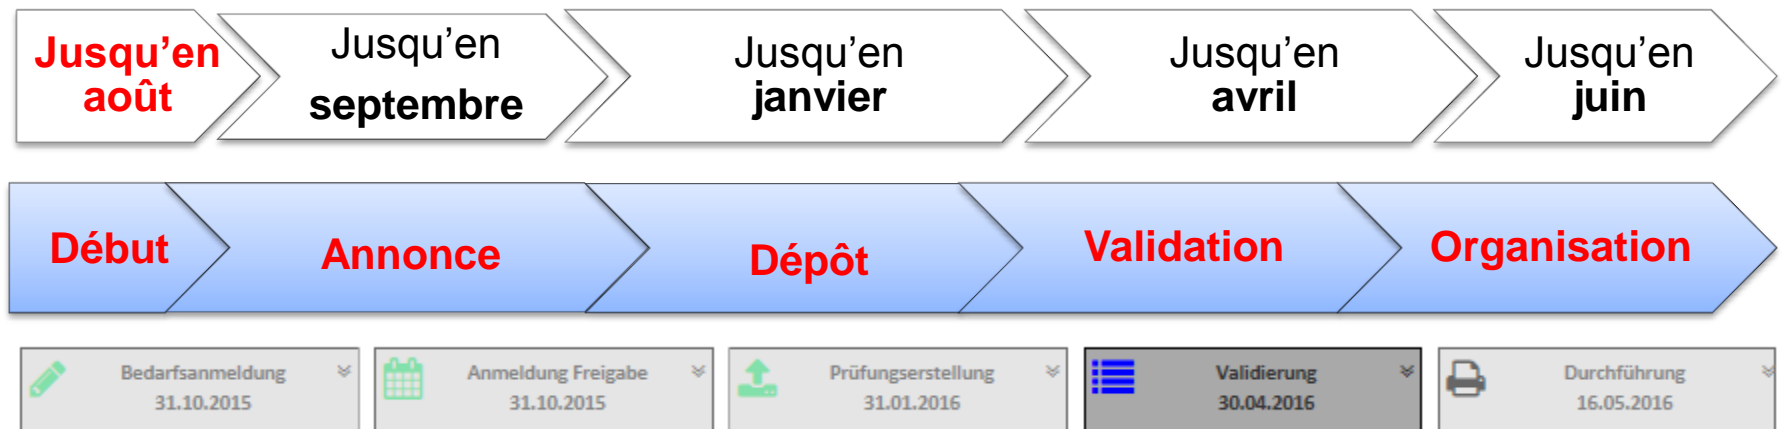 Jusqu'en
août
Jusqu'en
septembre
Jusqu'en
janvier
Jusqu'en
avril
Jusqu'en
juin
Début
Annonce
Dépôt
Validation
Organisation
Bedarfsanmeldung
31.10.2015
Anmeldung Freigabe
31.10.2015
Prüfungserstellung
31.01.2016
Validierung
30.04.2016
Durchführung
16.05.2016